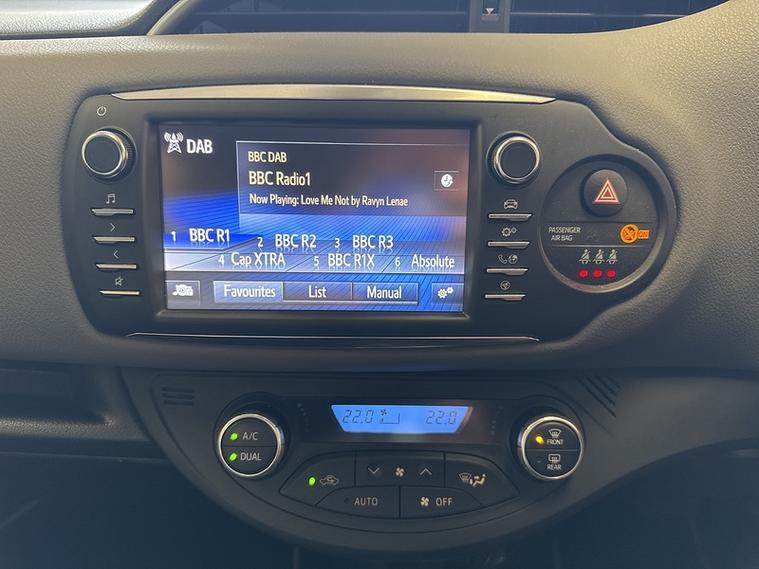 DAB
BBC DAB
BBC Radio1
Now Playing: Love Me Not by Ravyn Lenae
1 BBC R1 2 BBC R2 3 BBC R3
4 Cap XTRA 5 BBC R1X 6 Absolute
Favourites List Manual
PASSENGER
AIR BAG
ON
22.0 22.0
A/C
DUAL
FRONT
REAR
AUTO
OFF